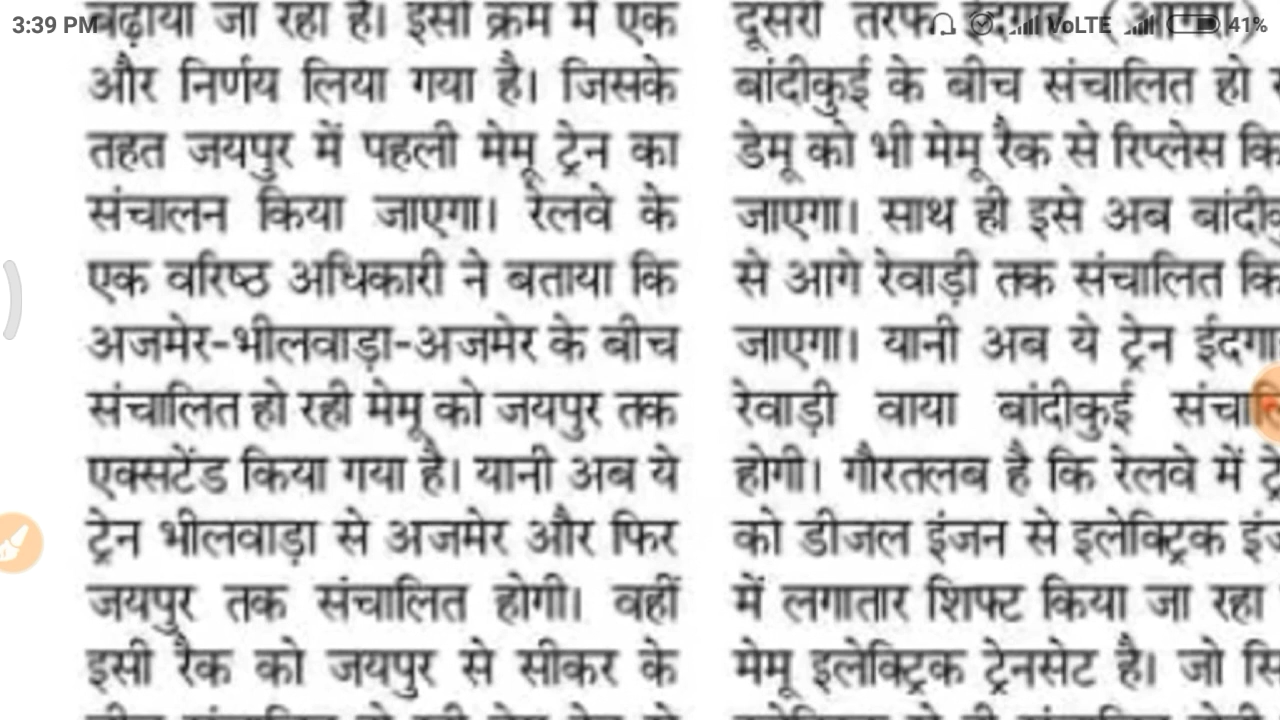 3:39 PM
VoLTE
41%
बढ़ाया जा रहा है। इसी क्रम में एक
और निर्णय लिया गया है। जिसके
तहत जयपुर में पहली मेमू ट्रेन का
संचालन किया जाएगा। रेलवे के
एक वरिष्ठ अधिकारी ने बताया कि
अजमेर-भीलवाड़ा-अजमेर के बीच
संचालित हो रही मेमू को जयपुर तक
एक्सटेंड किया गया है। यानी अब ये
ट्रेन भीलवाड़ा से अजमेर और फिर
जयपुर तक संचालित होगी। वहीं
इसी रैक को जयपुर से सीकर के
दूसरी तरफ
बांदीकुई के बीच संचालित हो
डेमू को भी मेमू रैक से रिप्लेस कि
जाएगा। साथ ही इसे अब
से आगे रेवाड़ी तक संचालित कि
जाएगा। यानी अब ये ट्रेन
रेवाड़ी वाया बांदीकुई
होगी। गौरतलब है कि रेलवे में
को डीजल इंजन से इलेक्ट्रिक
में लगातार शिफ्ट किया जा रहा
मेमू इलेक्ट्रिक ट्रेनसेट है। जो